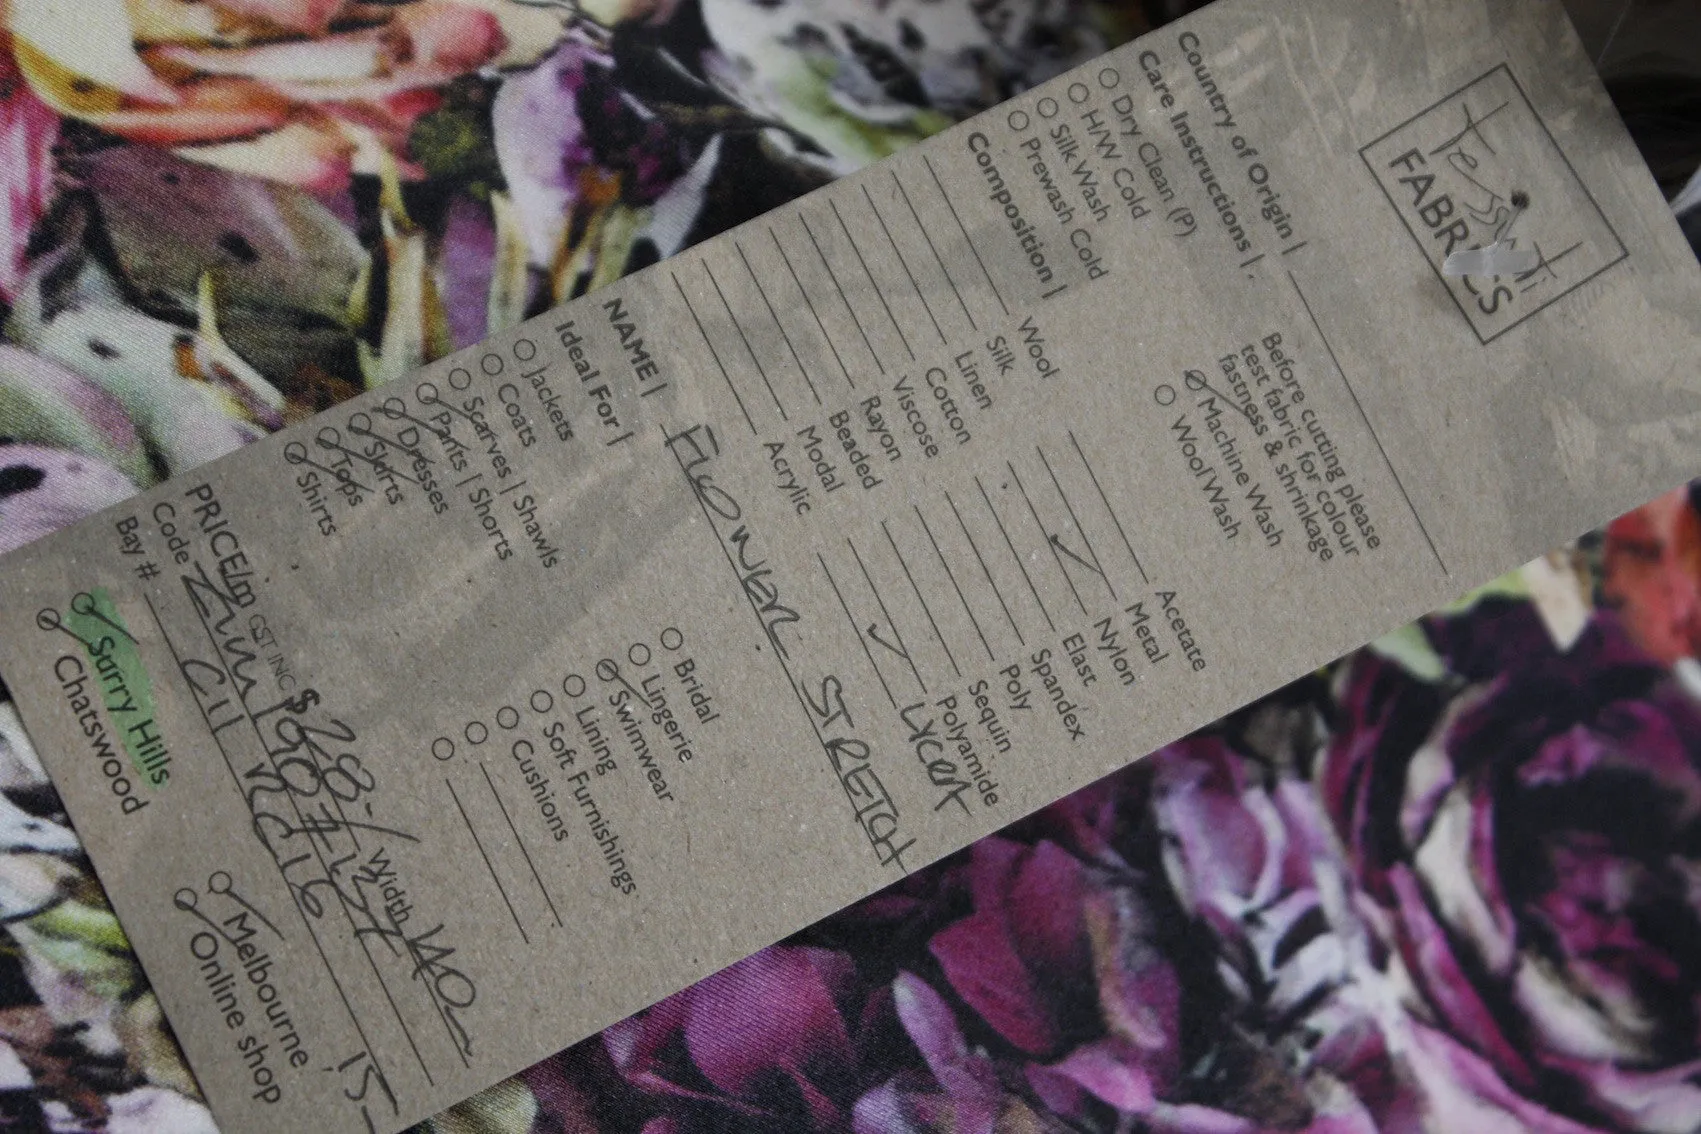 Tessuti
FABRICS
Country of Origin |
Care Instructions |
Dry Clean (P)
H/W Cold
Silk Wash
Prewash Cold
Before cutting please
test fabric for colour
fastness & shrinkage
Machine Wash
Wool Wash
Composition |
Wool
Silk
Linen
Cotton
Viscose
Rayon
Beaded
Modal
Acrylic
Acetate
Metal
✓ Nylon
Elast
Spandex
Poly
Sequin
Polyamide
✓ LYCRA
NAME | FLOWER STRETCH
Ideal For |
Jackets
Coats
Scarves | Shawls
Pants | Shorts
Dresses
Skirts
Tops
Shirts
Bridal
Lingerie
Swimwear
Lining
Soft Furnishings
Cushions
PRICE/m GST INC $28- Width 140
Code
Bay # C11 15
Surry Hills
Chatswood
Melbourne
Online shop